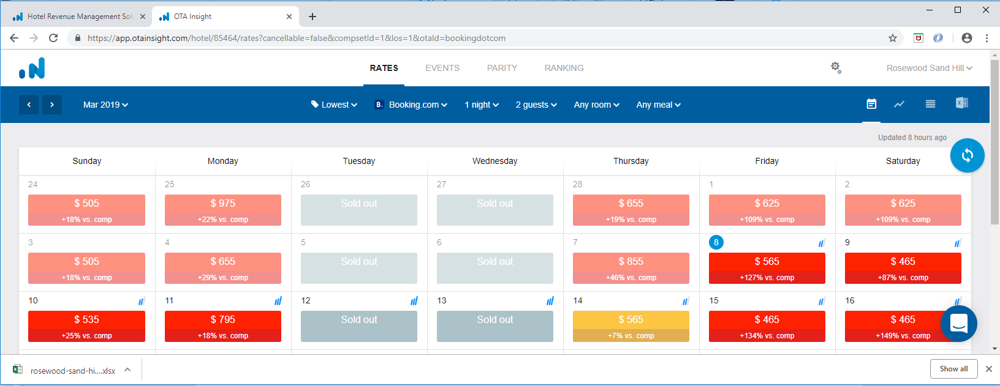 Hotel Revenue Management Solu
OTA Insight
https://app.otainsight.com/hotel/85464/rates?cancellable=false&compsetId=1&los=1&otaId=bookingdotcom
RATES EVENTS PARITY RANKING
Rosewood Sand Hill
Mar 2019 Lowest B. Booking.com 1 night 2 guests Any room Any meal
Updated 8 hours ago
Sunday Monday Tuesday Wednesday Thursday Friday Saturday
24 25 26 27 28 1 2
$ 505 $ 975 Sold out Sold out $ 655 $ 625 $ 625
+18% vs. comp +22% vs. comp +19% vs. comp +109% vs. comp +109% vs. comp
3 4 5 6 7 8 9
$ 505 $ 655 Sold out Sold out $ 855 $ 565 $ 465
+18% vs. comp +29% vs. comp +46% vs. comp +127% vs. comp +87% vs. comp
10 11 12 13 14 15 16
$ 535 $ 795 Sold out Sold out $ 565 $ 465 $ 465
+25% vs. comp +18% vs. comp +7% vs. comp +134% vs. comp +149% vs. comp
rosewood-sand-hi....xlsx
Show all